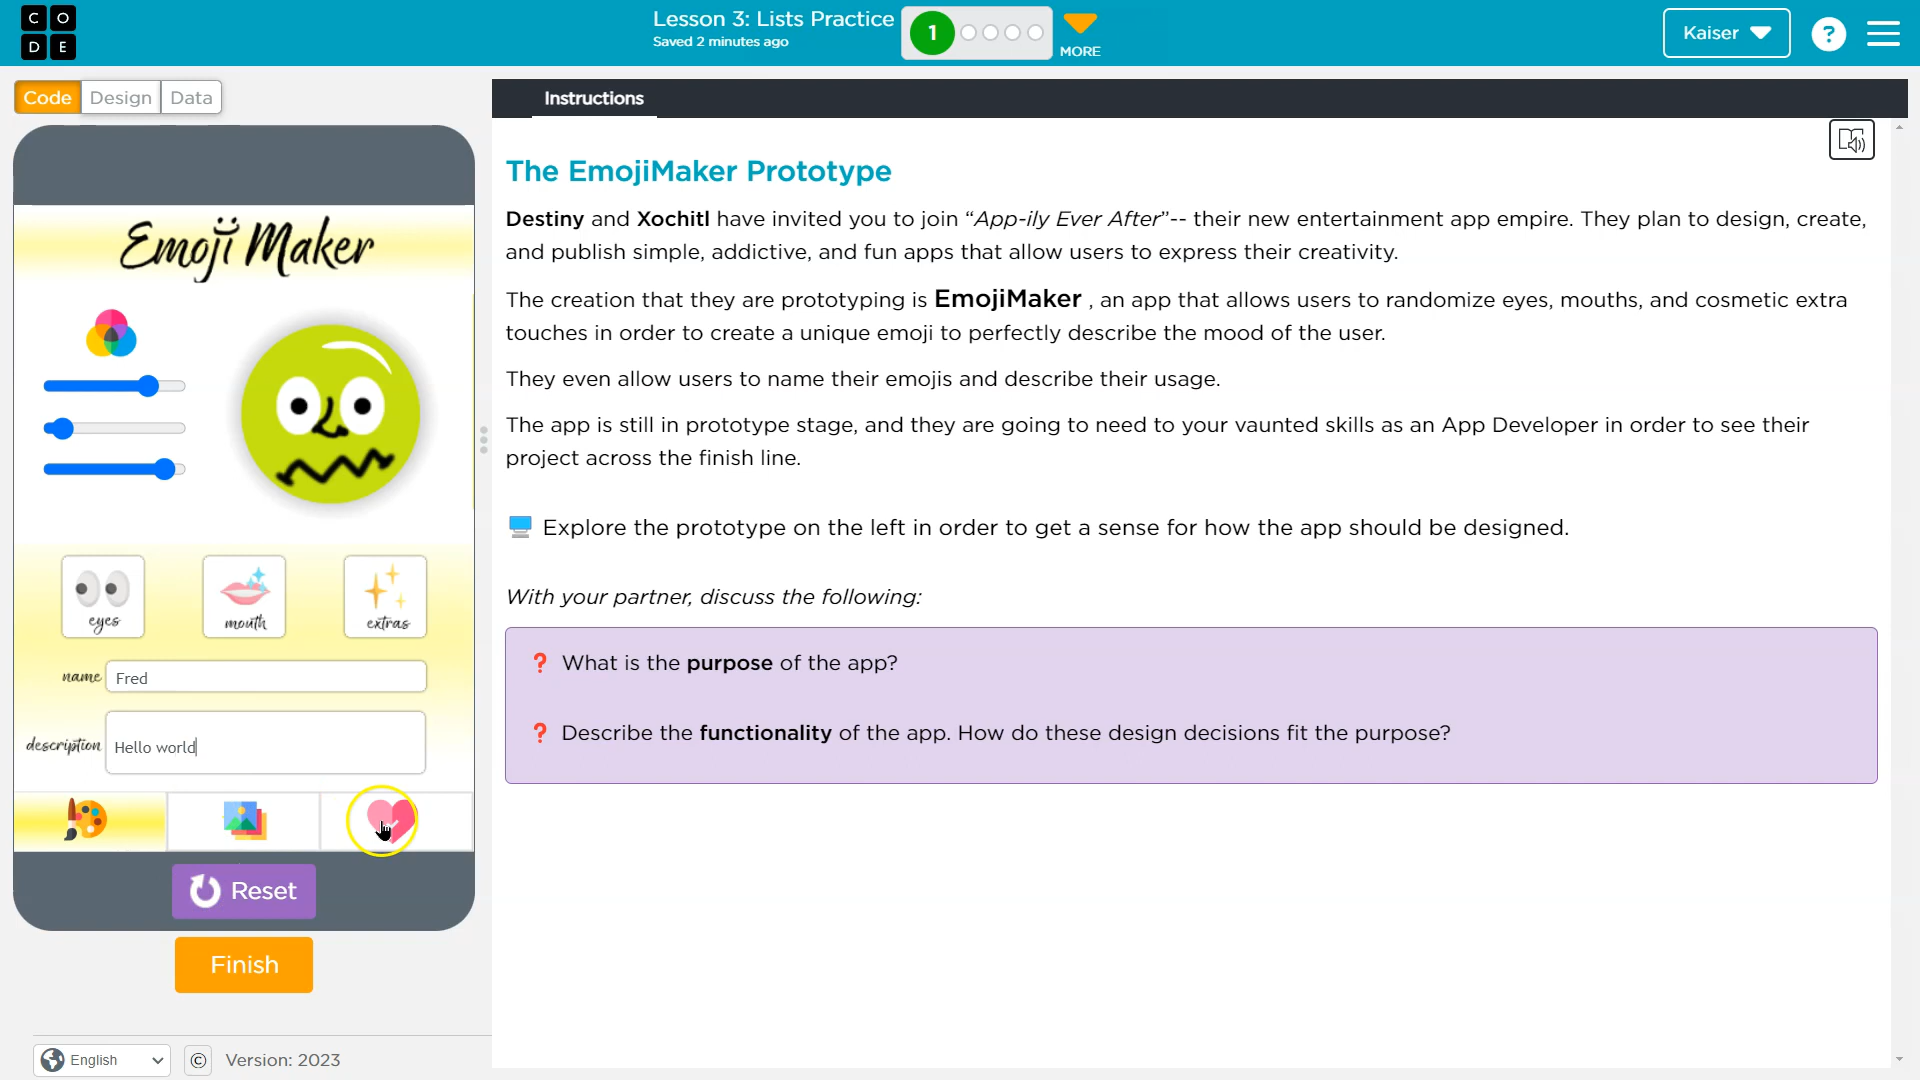 C O
D E
Lesson 3: Lists Practice
Saved 2 minutes ago
1
MORE
Kaiser
?
Code
Design
Data
Instructions
Emoji Maker
The EmojiMaker Prototype
Destiny and Xochitl have invited you to join “App-ily Ever After”-- their new entertainment app empire. They plan to design, create,
and publish simple, addictive, and fun apps that allow users to express their creativity.
The creation that they are prototyping is EmojiMaker , an app that allows users to randomize eyes, mouths, and cosmetic extra
touches in order to create a unique emoji to perfectly describe the mood of the user.
They even allow users to name their emojis and describe their usage.
The app is still in prototype stage, and they are going to need to your vaunted skills as an App Developer in order to see their
project across the finish line.
Explore the prototype on the left in order to get a sense for how the app should be designed.
With your partner, discuss the following:
❓ What is the purpose of the app?
❓ Describe the functionality of the app. How do these design decisions fit the purpose?
eyes
mouth
extras
name Fred
description Hello world
Reset
Finish
English
© Version: 2023